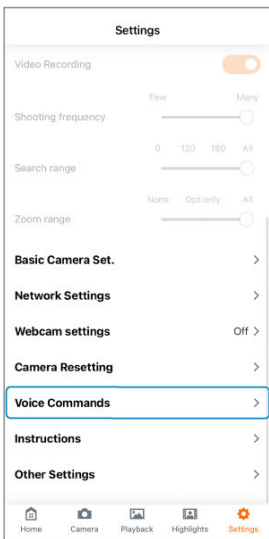 Settings
Video Recording
Few Many
Shooting frequency
0 120 180 All
Search range
None Opt only All
Zoom range
Basic Camera Set.
Network Settings
Webcam settings Off
Camera Resetting
Voice Commands
Instructions
Other Settings
Home Camera Playback Highlights Settings